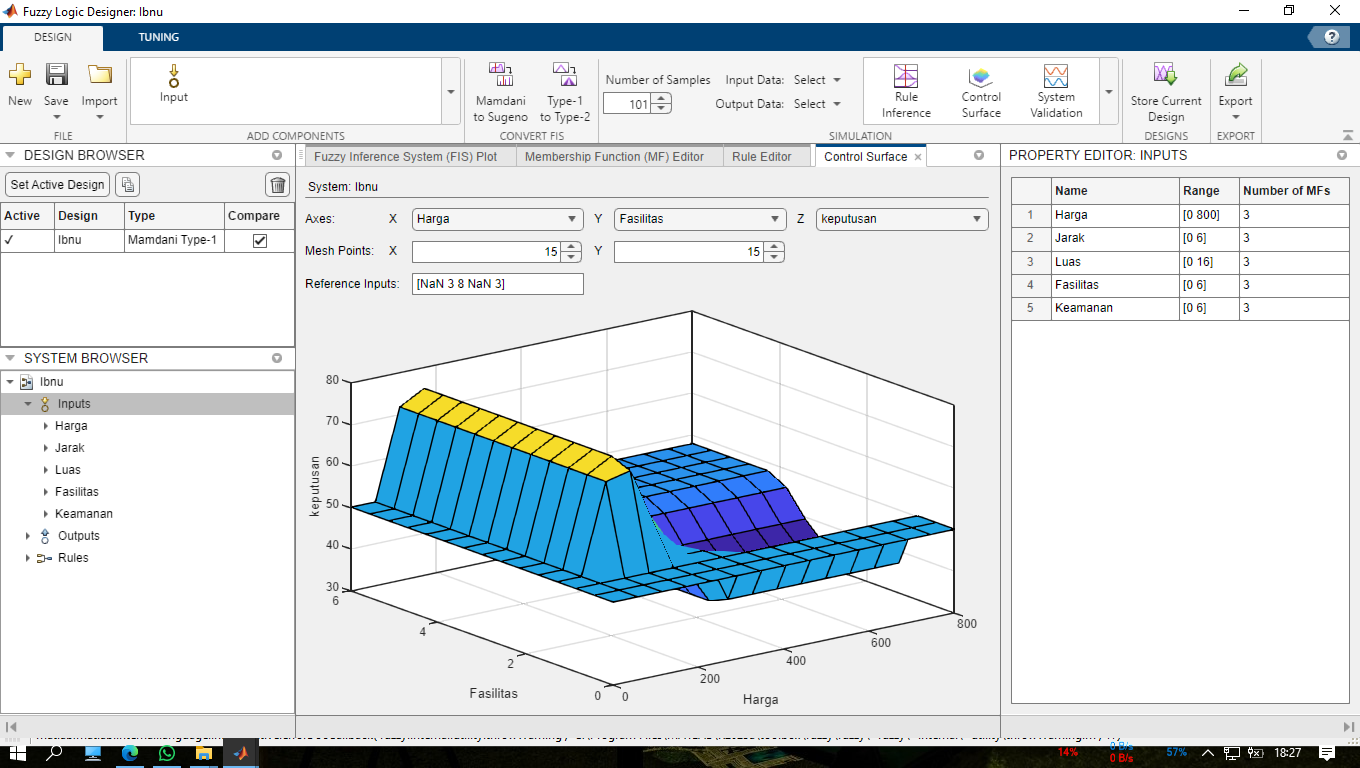 Fuzzy Logic Designer: Ibnu
DESIGN TUNING
New Save Import
FILE
Input
ADD COMPONENTS
Mamdani to Sugeno
Type-1 to Type-2
CONVERT FIS
Number of Samples 101
Input Data: Select
Output Data: Select
Rule Inference
Control Surface
System Validation
SIMULATION
Store Current Design
DESIGNS
Export
EXPORT
DESIGN BROWSER
Set Active Design
Active Design Type Compare
Ibnu Mamdani Type-1
SYSTEM BROWSER
Ibnu
Inputs
Harga
Jarak
Luas
Fasilitas
Keamanan
Outputs
Rules
Fuzzy Inference System (FIS) Plot Membership Function (MF) Editor Rule Editor Control Surface
System: Ibnu
Axes: X Harga Y Fasilitas Z keputusan
Mesh Points: X 15 Y 15
Reference Inputs: [NaN 3 8 NaN 3]
80
70
60
50
40
30
keputusan
6
4
2
0
Fasilitas
0
200
400
600
800
Harga
PROPERTY EDITOR: INPUTS
Name Range Number of MFs
1 Harga [0 800] 3
2 Jarak [0 6] 3
3 Luas [0 16] 3
4 Fasilitas [0 6] 3
5 Keamanan [0 6] 3
14% 0 B/s 57% 18:27
0 B/s